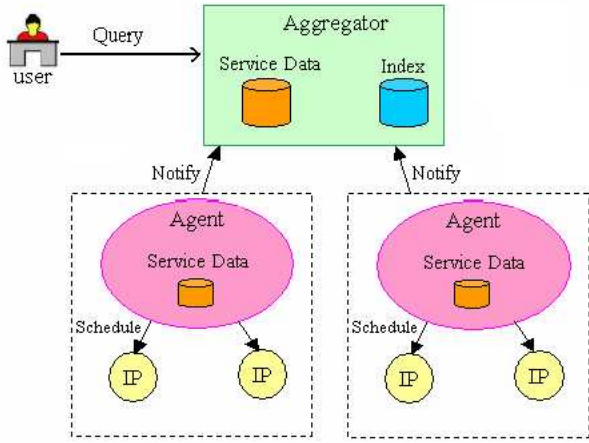 Aggregator
Query
Service Data
Index
user
Notify
Notify
Agent
Service Data
Schedule
IP
IP
Agent
Service Data
Schedule
IP
IP